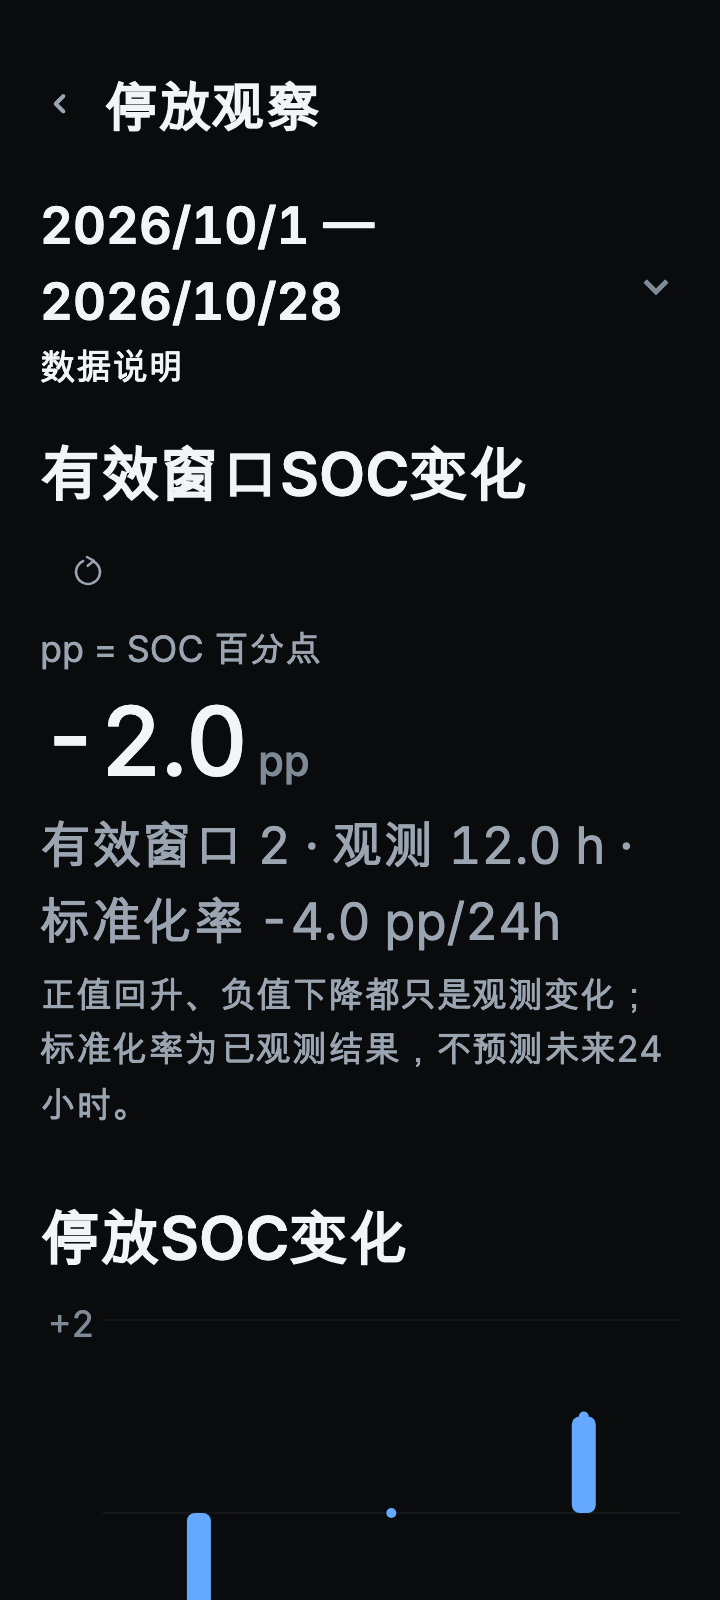 停放观察
2026/10/1 —
2026/10/28
数据说明
有效窗口SOC变化
pp = SOC 百分点
-2.0 pp
有效窗口 2 · 观测 12.0 h ·
标准化率 -4.0 pp/24h
正值回升、负值下降都只是观测变化；
标准化率为已观测结果，不预测未来24
小时。
停放SOC变化
+2